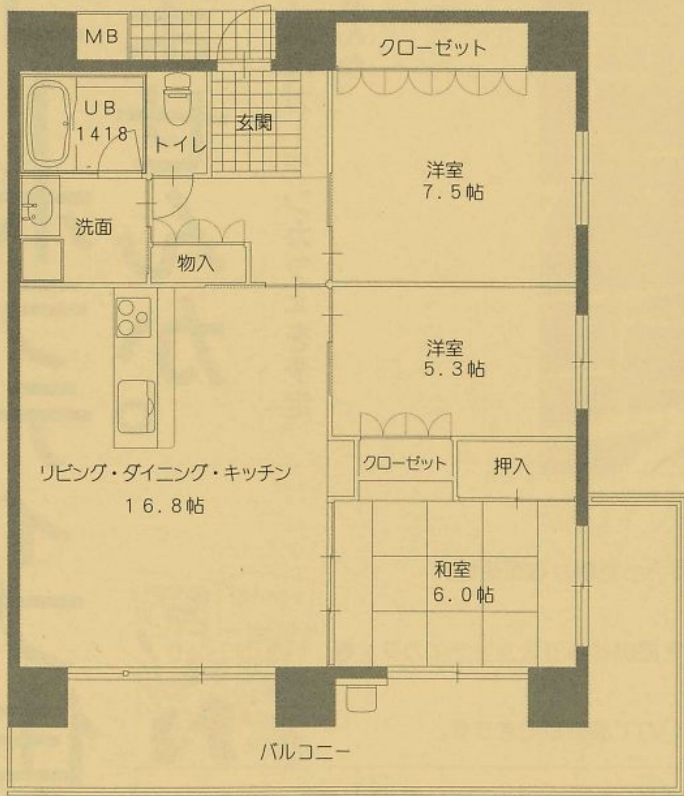 MB
クローゼット
UB
1418
トイレ
玄関
洋室
7.5帖
洗面
物入
洋室
5.3帖
クローゼット
押入
リビング・ダイニング・キッチン
16.8帖
和室
6.0帖
バルコニー